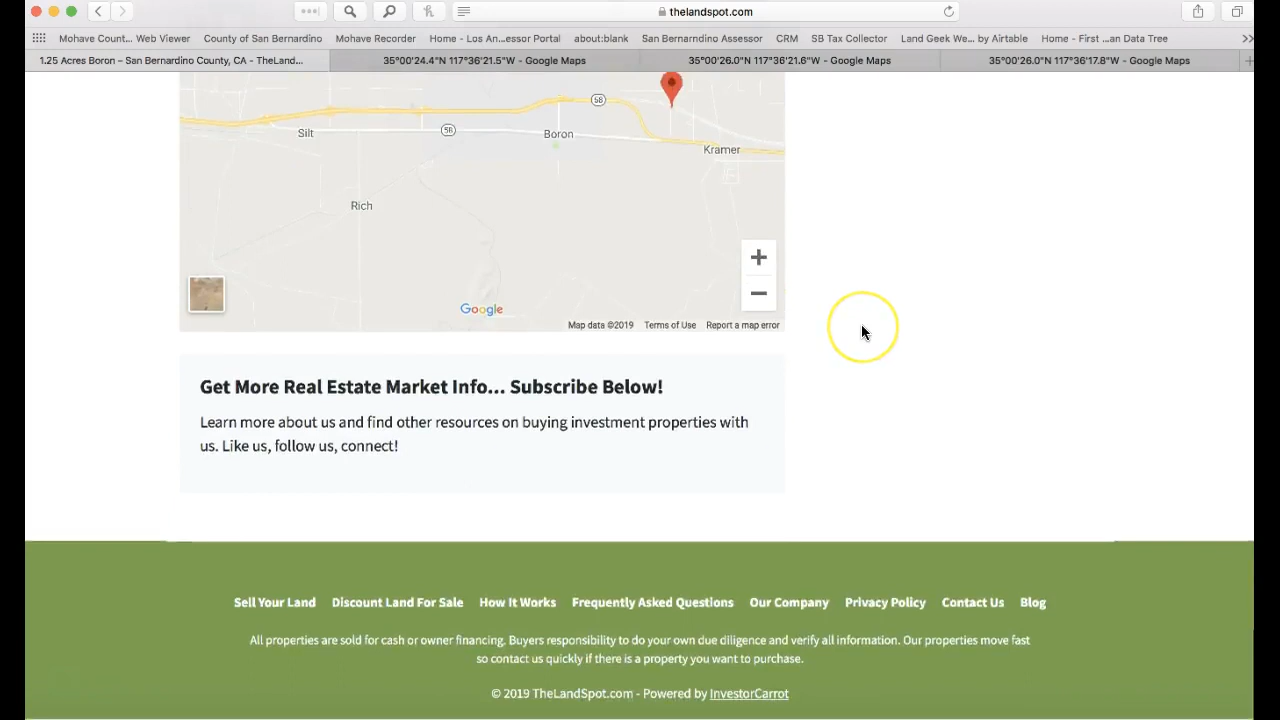 thelandspot.com
Mohave Count... Web Viewer County of San Bernardino Mohave Recorder Home - Los An...essor Portal about:blank San Bernarndino Assessor CRM SB Tax Collector Land Geek We... by Airtable Home - First ...an Data Tree
1.25 Acres Boron – San Bernardino County, CA - TheLand... 35°00'24.4"N 117°36'21.5"W - Google Maps 35°00'26.0"N 117°36'21.6"W - Google Maps 35°00'26.0"N 117°36'17.8"W - Google Maps
58
Silt 58 Boron
Kramer
Rich
Google
Map data ©2019 Terms of Use Report a map error
Get More Real Estate Market Info... Subscribe Below!
Learn more about us and find other resources on buying investment properties with
us. Like us, follow us, connect!
Sell Your Land Discount Land For Sale How It Works Frequently Asked Questions Our Company Privacy Policy Contact Us Blog
All properties are sold for cash or owner financing. Buyers responsibility to do your own due diligence and verify all information. Our properties move fast
so contact us quickly if there is a property you want to purchase.
© 2019 TheLandSpot.com - Powered by InvestorCarrot